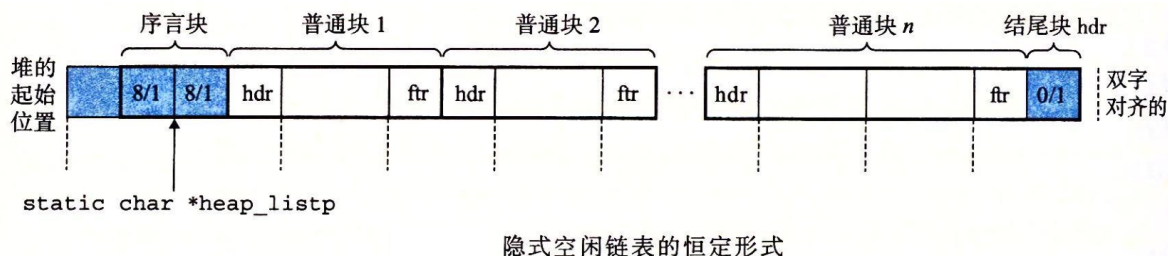 序言块 普通块 1 普通块 2 普通块 n 结尾块 hdr
堆的
起始
位置
8/1 8/1 hdr ftr hdr ftr ... hdr ftr 0/1
双字
对齐的
static char *heap_listp
隐式空闲链表的恒定形式